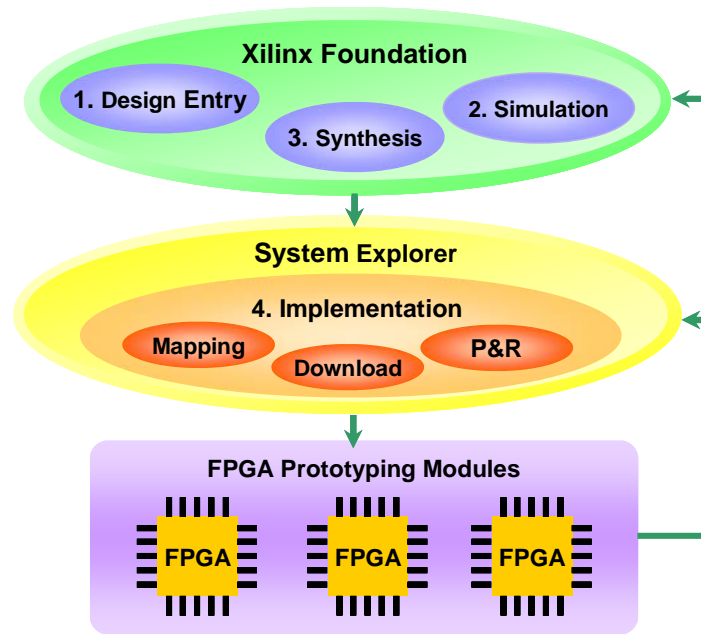 Xilinx Foundation
1. Design Entry
2. Simulation
3. Synthesis
System Explorer
4. Implementation
Mapping
Download
P&R
FPGA Prototyping Modules
FPGA
FPGA
FPGA